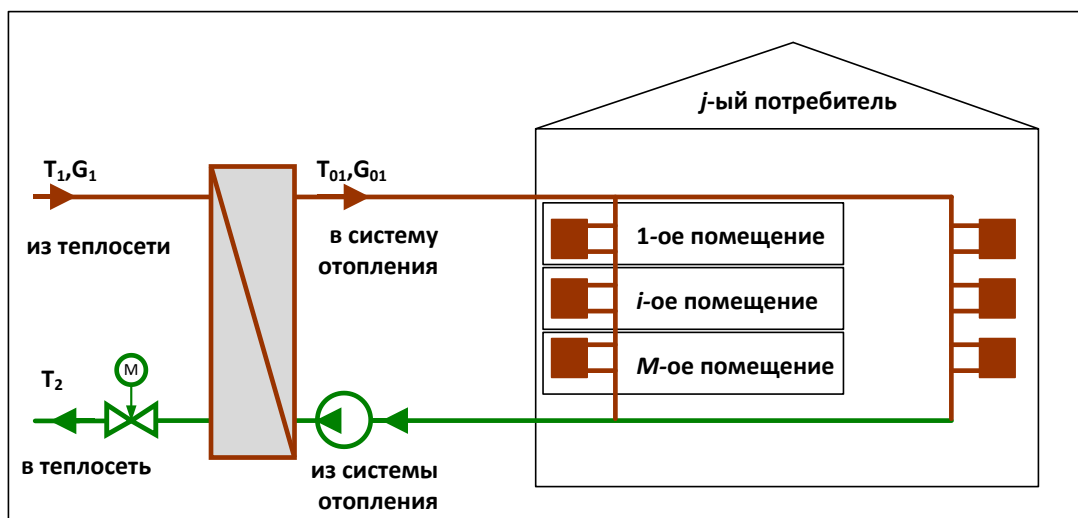 j-ый потребитель
T1,G1
T01,G01
из теплосети
в систему
отопления
1-ое помещение
i-ое помещение
M-ое помещение
T2
M
в теплосеть
из системы
отопления